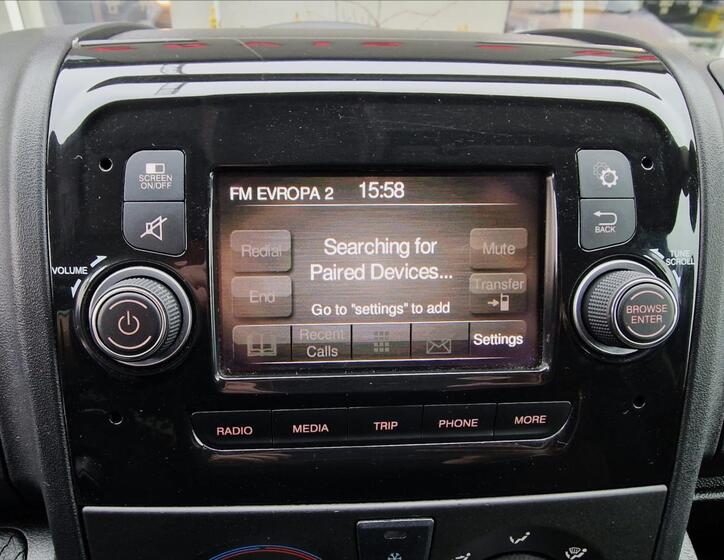 SCREEN
ON/OFF
FM EVROPA 2 15:58
BACK
VOLUME
TUNE
SCROLL
Redial
Searching for
Paired Devices...
Mute
End
Go to "settings" to add
Transfer
Recent
Calls
Settings
BROWSE
ENTER
RADIO
MEDIA
TRIP
PHONE
MORE